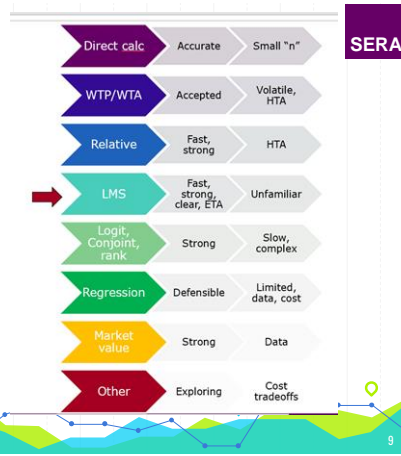 SERA
Direct calc
Accurate
Small “n”
WTP/WTA
Accepted
Volatile,
HTA
Relative
Fast,
strong
HTA
LMS
Fast,
strong,
clear, ETA
Unfamiliar
Logit,
Conjoint,
rank
Strong
Slow,
complex
Regression
Defensible
Limited,
data, cost
Market
value
Strong
Data
Other
Exploring
Cost
tradeoffs
9